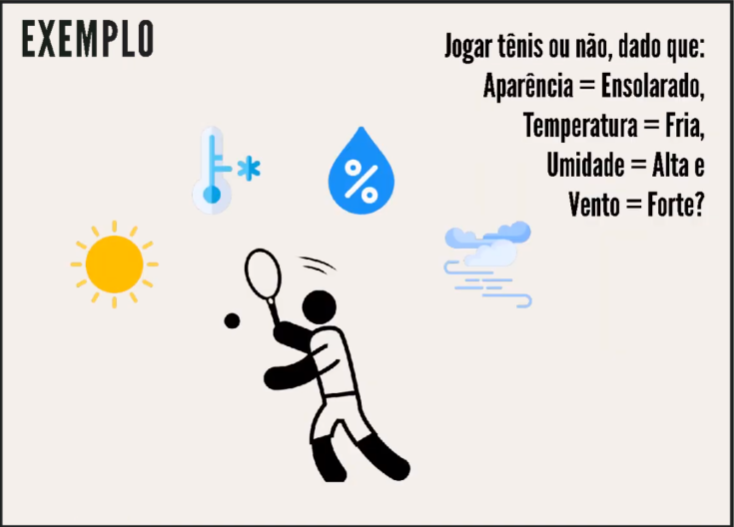 EXEMPLO
Jogar tênis ou não, dado que:
Aparência = Ensolarado,
Temperatura = Fria,
Umidade = Alta e
Vento = Forte?
%